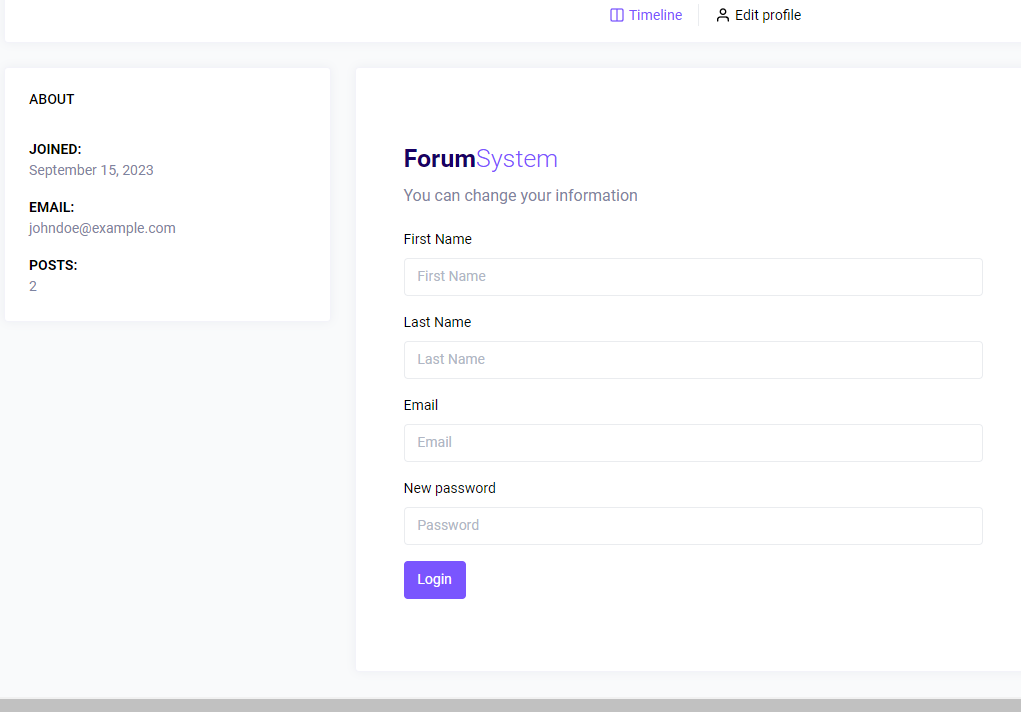 Timeline
Edit profile
ABOUT
JOINED:
September 15, 2023
EMAIL:
johndoe@example.com
POSTS:
2
ForumSystem
You can change your information
First Name
First Name
Last Name
Last Name
Email
Email
New password
Password
Login